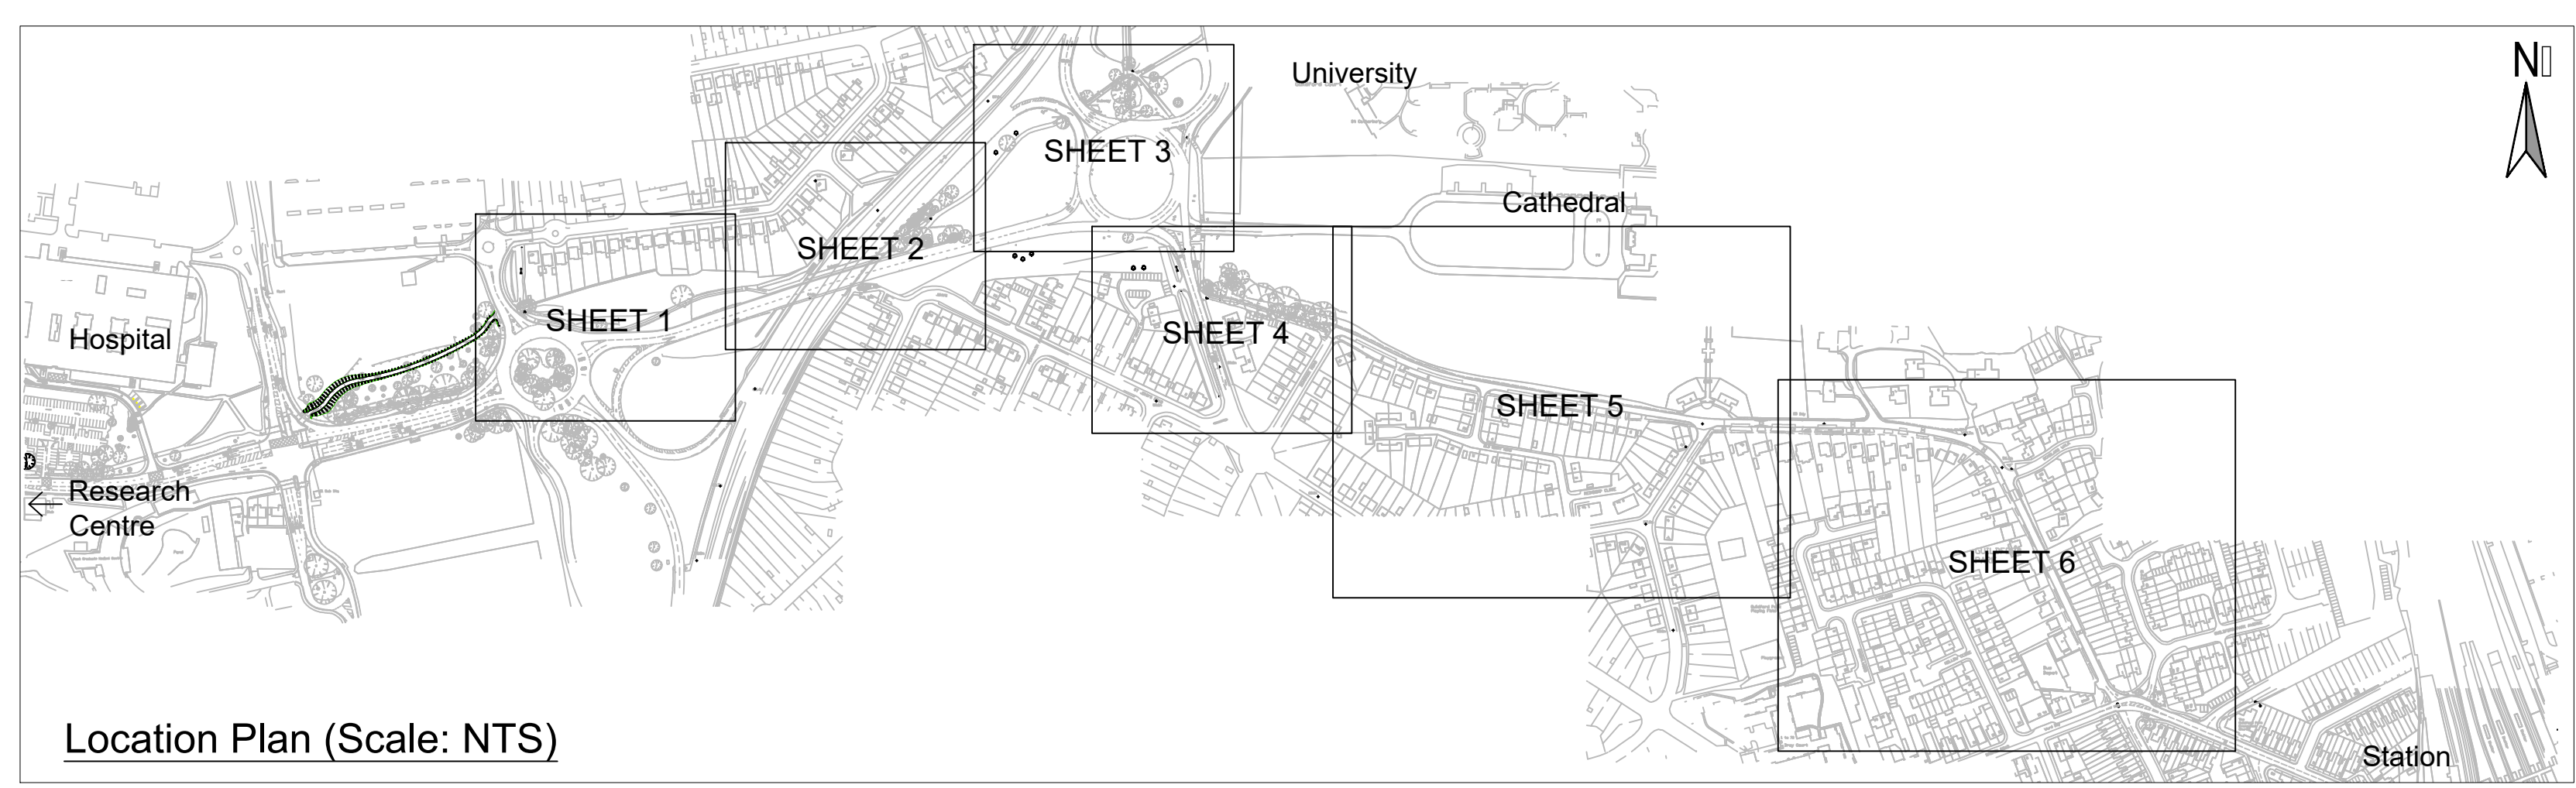 University
N
SHEET 3
Cathedral
SHEET 2
SHEET 1
SHEET 4
Hospital
SHEET 5
Research
Centre
SHEET 6
Location Plan (Scale: NTS)
Station